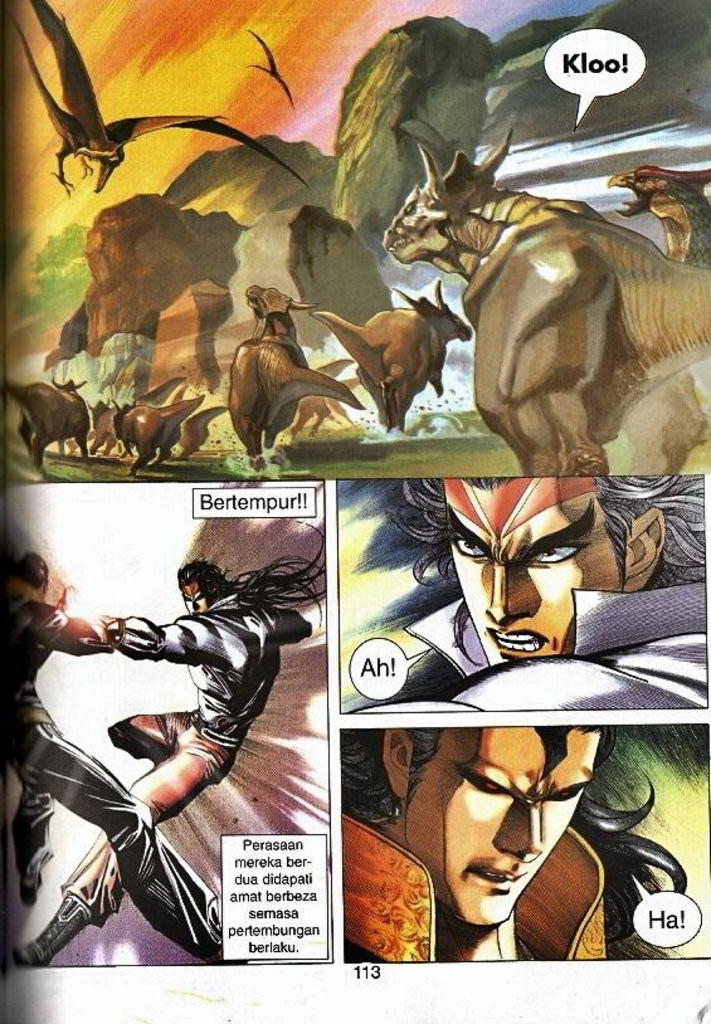 Kloo!
Bertempur!!
Perasaan
mereka ber-
dua didapati
amat berbeza
semasa
pertembungan
berlaku.
Ah!
Ha!
113